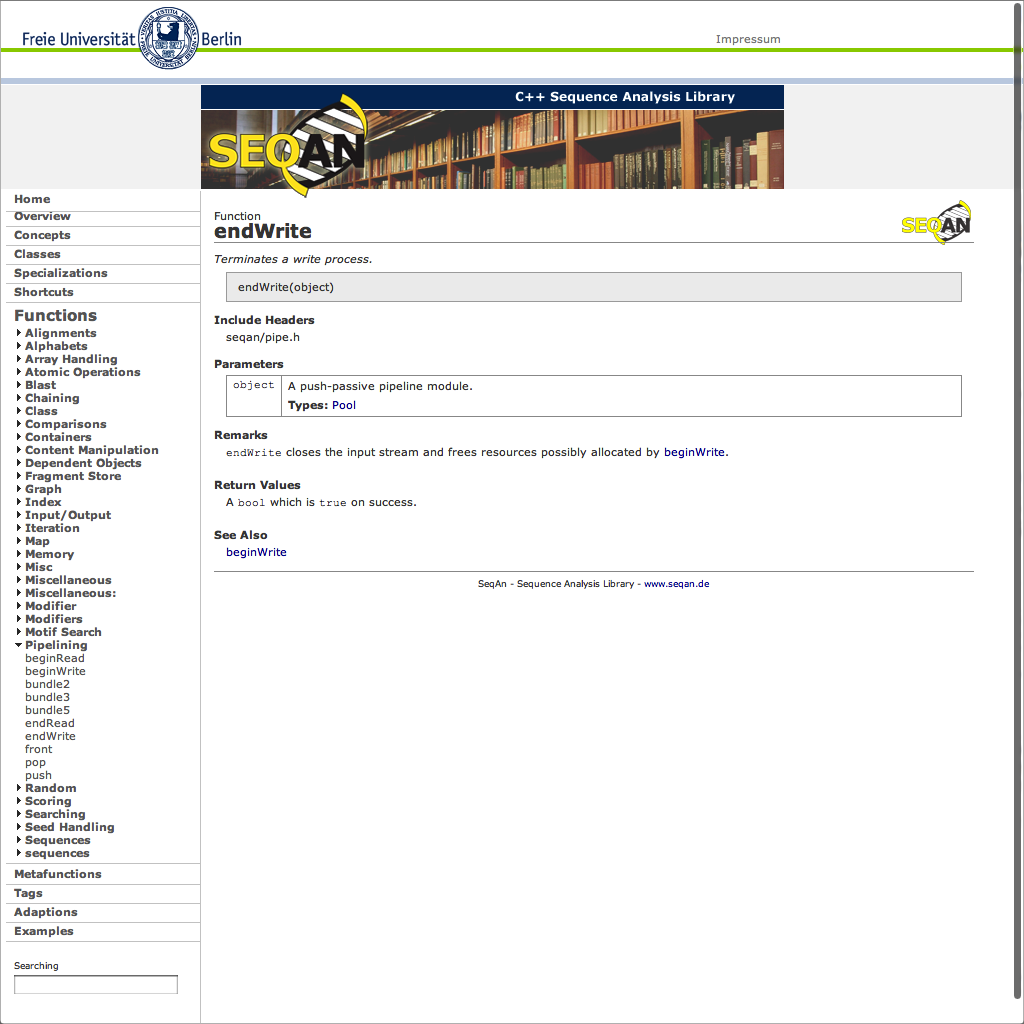 Freie Universität Berlin
Impressum
C++ Sequence Analysis Library
SEQAN
Home
Overview
Concepts
Classes
Specializations
Shortcuts
Functions
Alignments
Alphabets
Array Handling
Atomic Operations
Blast
Chaining
Class
Comparisons
Containers
Content Manipulation
Dependent Objects
Fragment Store
Graph
Index
Input/Output
Iteration
Map
Memory
Misc
Miscellaneous
Miscellaneous:
Modifier
Modifiers
Motif Search
Pipelining
beginRead
beginWrite
bundle2
bundle3
bundle5
endRead
endWrite
front
pop
push
Random
Scoring
Searching
Seed Handling
Sequences
sequences
Metafunctions
Tags
Adaptions
Examples
Searching
Function
endWrite
SEQAN
Terminates a write process.
endWrite(object)
Include Headers
seqan/pipe.h
Parameters
object A push-passive pipeline module.
Types: Pool
Remarks
endWrite closes the input stream and frees resources possibly allocated by beginWrite.
Return Values
A bool which is true on success.
See Also
beginWrite
SeqAn - Sequence Analysis Library - www.seqan.de